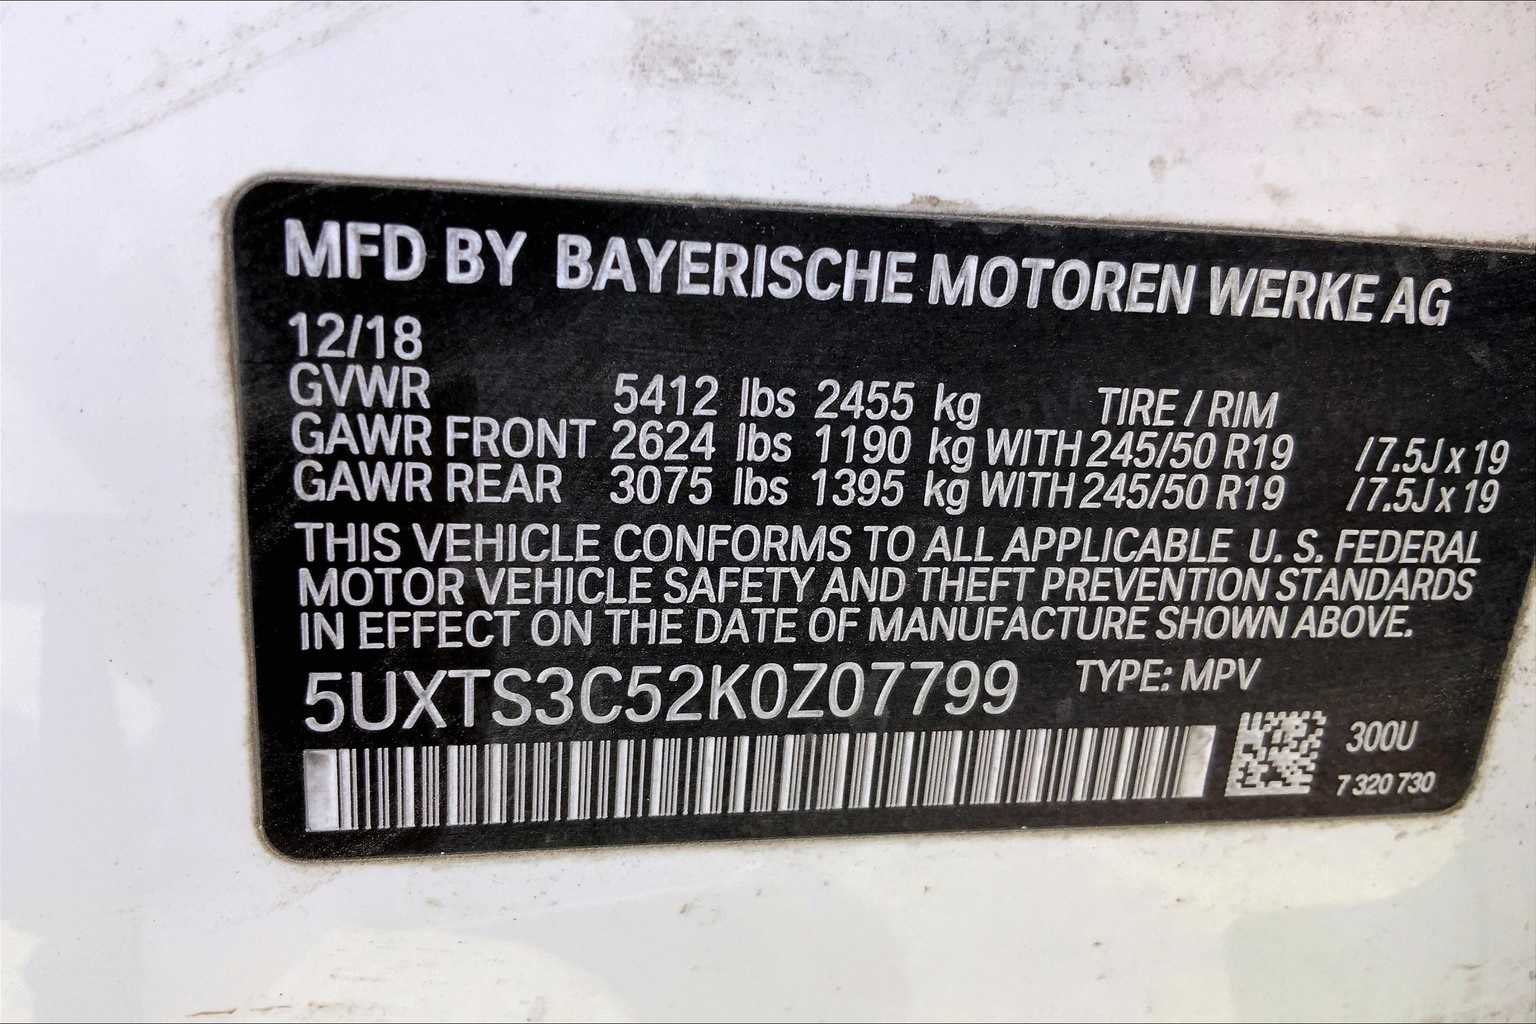 MFD BY BAYERISCHE MOTOREN WERKE AG
12/18
GVWR 5412 lbs 2455 kg TIRE / RIM
GAWR FRONT 2624 lbs 1190 kg WITH 245/50 R19 /7.5J x 19
GAWR REAR 3075 lbs 1395 kg WITH 245/50 R19 /7.5J x 19
THIS VEHICLE CONFORMS TO ALL APPLICABLE U. S. FEDERAL
MOTOR VEHICLE SAFETY AND THEFT PREVENTION STANDARDS
IN EFFECT ON THE DATE OF MANUFACTURE SHOWN ABOVE.
5UXTS3C52K0Z07799 TYPE: MPV
300U
7 320 730